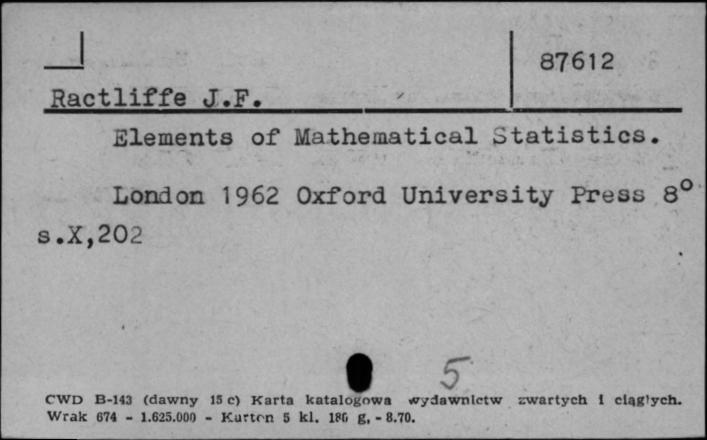 87612
Ractliffe J.F.
Elements of Mathematical Statistics.
London 1962 Oxford University Press 8º
s.X,202
5
CWD B-143 (dawny 15 c) Karta katalogowa wydawnictw zwartych i ciągłych.
Wrak 674 - 1.625.000 - Karton 5 kl. 180 g, - 8.70.